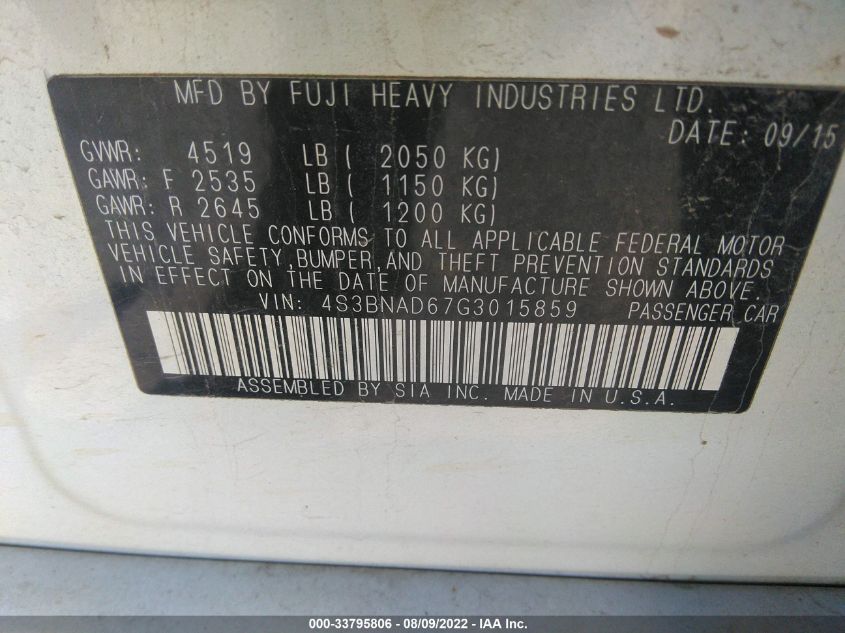 MFD BY FUJI HEAVY INDUSTRIES LTD.
DATE: 09/15
GVWR: 4519 LB ( 2050 KG)
GAWR: F 2535 LB ( 1150 KG)
GAWR: R 2645 LB ( 1200 KG)
THIS VEHICLE CONFORMS TO ALL APPLICABLE FEDERAL MOTOR
VEHICLE SAFETY, BUMPER, AND THEFT PREVENTION STANDARDS
IN EFFECT ON THE DATE OF MANUFACTURE SHOWN ABOVE.
VIN: 4S3BNAD67G3015859 PASSENGER CAR
ASSEMBLED BY SIA INC. MADE IN U.S.A.
000-33795806 - 08/09/2022 - IAA Inc.